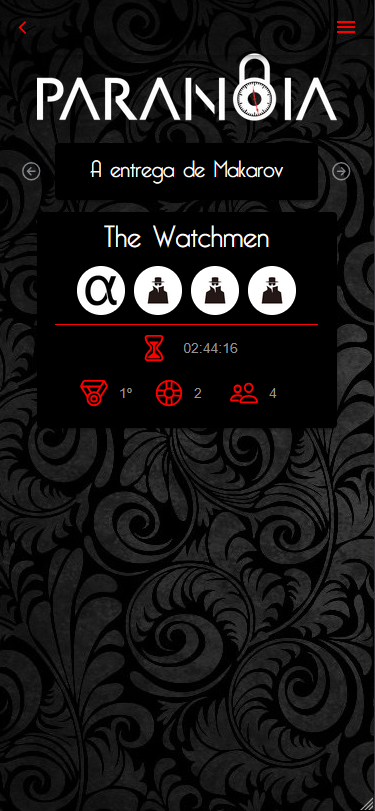 PARANOIA
A entrega de Makarov
The Watchmen
α
02:44:16
1º
2
4